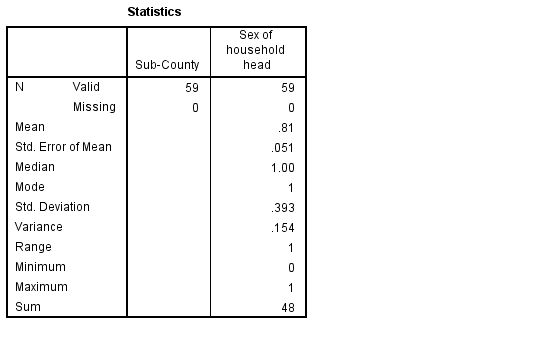 Statistics
Sub-County Sex of household head
N Valid 59 59
Missing 0 0
Mean .81
Std. Error of Mean .051
Median 1.00
Mode 1
Std. Deviation .393
Variance .154
Range 1
Minimum 0
Maximum 1
Sum 48